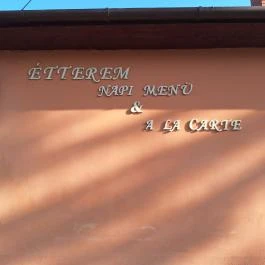 ÉTTEREM
NAPI MENÜ
&
A LA CARTE